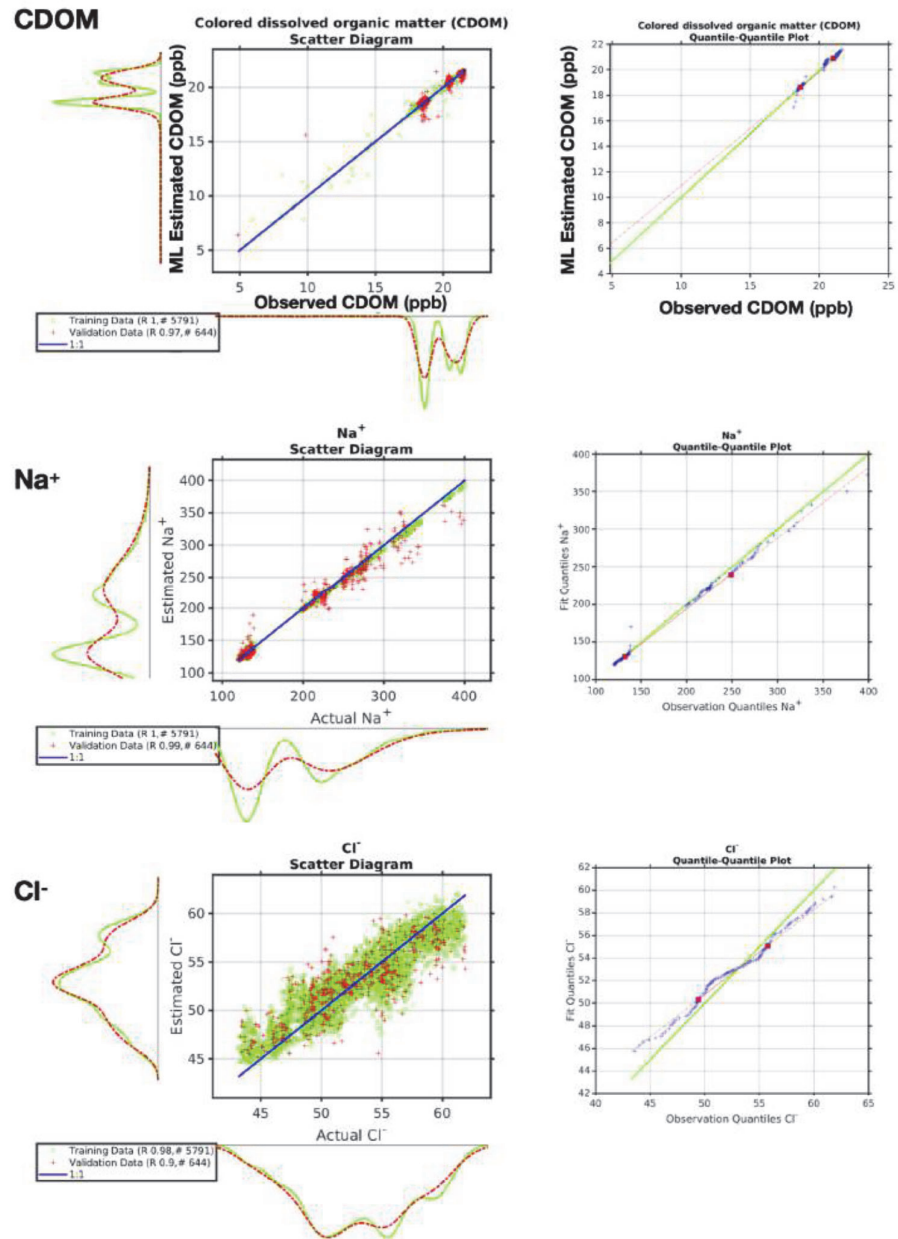 CDOM
Colored dissolved organic matter (CDOM)
Scatter Diagram
ML Estimated CDOM (ppb)
20
15
10
5
5
10
15
20
Observed CDOM (ppb)
Training Data (R 1,# 5791)
Validation Data (R 0.97,# 644)
1:1
Colored dissolved organic matter (CDOM)
Quantile-Quantile Plot
ML Estimated CDOM (ppb)
22
20
18
16
14
12
10
8
6
4
5
10
15
20
25
Observed CDOM (ppb)
Na⁺
Na⁺
Scatter Diagram
Estimated Na⁺
400
350
300
250
200
150
100
100
150
200
250
300
350
400
Actual Na⁺
Training Data (R 1,# 5791)
Validation Data (R 0.99,# 644)
1:1
Na⁺
Quantile-Quantile Plot
Fit Quantiles Na⁺
400
350
300
250
200
150
100
100
150
200
250
300
350
400
Observation Quantiles Na⁺
Cl⁻
Cl⁻
Scatter Diagram
Estimated Cl⁻
60
55
50
45
45
50
55
60
Actual Cl⁻
Training Data (R 0.98,# 5791)
Validation Data (R 0.9,# 644)
1:1
Cl⁻
Quantile-Quantile Plot
Fit Quantiles Cl⁻
62
60
58
56
54
52
50
48
46
44
42
40
45
50
55
60
65
Observation Quantiles Cl⁻